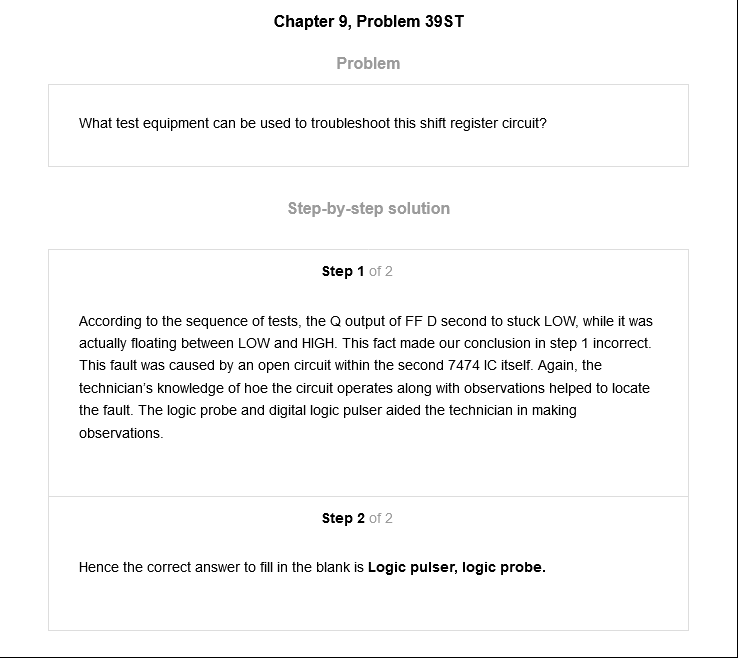 Chapter 9, Problem 39ST
Problem
What test equipment can be used to troubleshoot this shift register circuit?
Step-by-step solution
Step 1 of 2
According to the sequence of tests, the Q output of FF D second to stuck LOW, while it was
actually floating between LOW and HIGH. This fact made our conclusion in step 1 incorrect.
This fault was caused by an open circuit within the second 7474 IC itself. Again, the
technician's knowledge of hoe the circuit operates along with observations helped to locate
the fault. The logic probe and digital logic pulser aided the technician in making
observations.
Step 2 of 2
Hence the correct answer to fill in the blank is Logic pulser, logic probe.